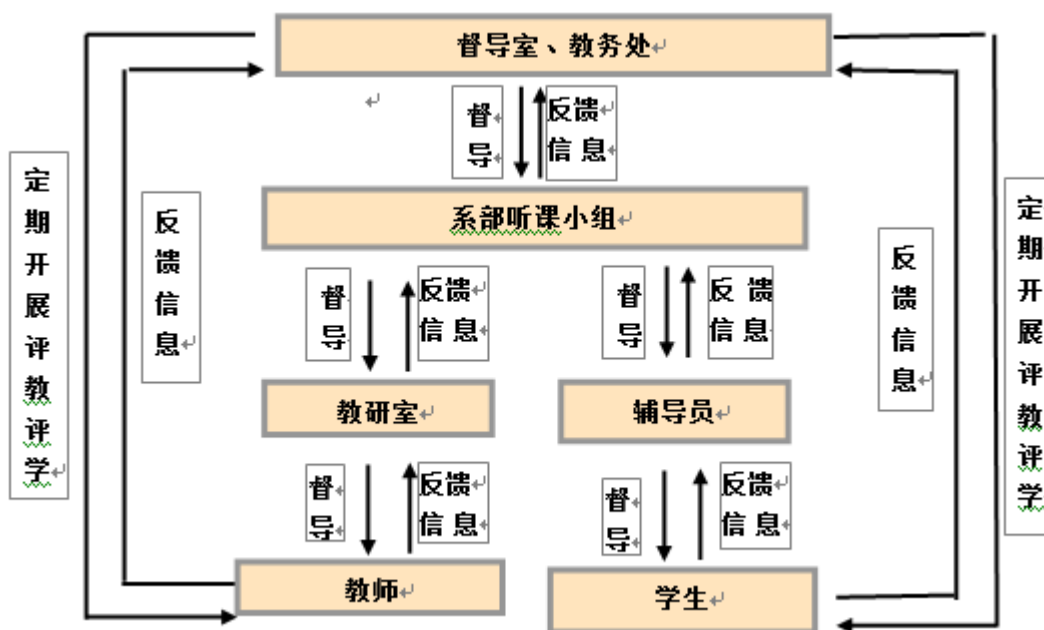 督导室、教务处
督
导
反馈
信 息
系部听课小组
定
期
开
展
评
教
评
学
反
馈
信
息
督
导
反馈
信 息
督
导
反 馈
信 息
反
馈
信
息
定
期
开
展
评
教
评
学
教研室
辅导员
督
导
反馈
信 息
督
导
反馈
信 息
教师
学生